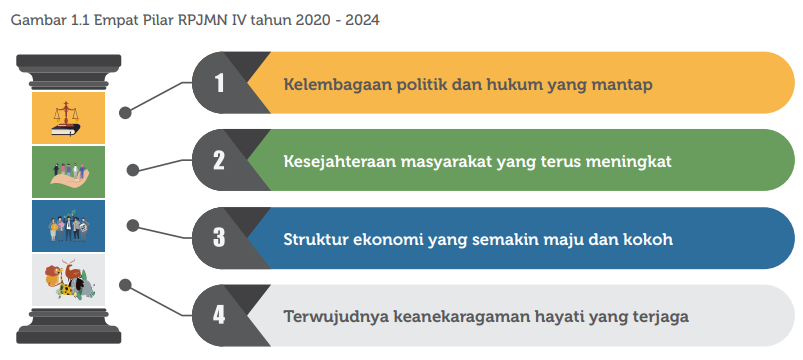 Gambar 1.1 Empat Pilar RPJMN IV tahun 2020 - 2024
1 Kelembagaan politik dan hukum yang mantap
2 Kesejahteraan masyarakat yang terus meningkat
3 Struktur ekonomi yang semakin maju dan kokoh
4 Terwujudnya keanekaragaman hayati yang terjaga